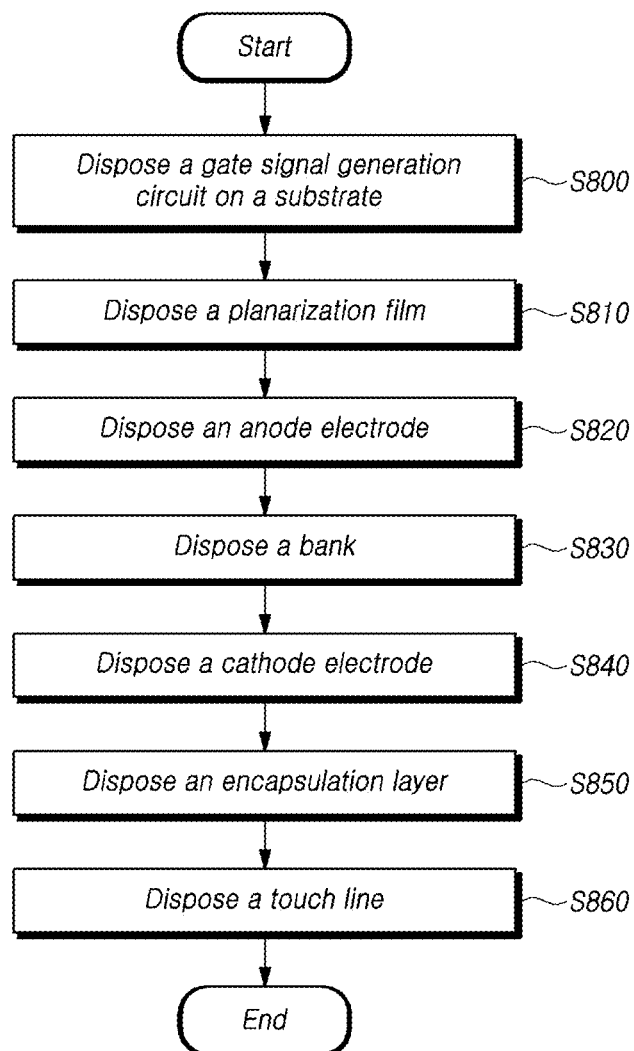 Start
Dispose a gate signal generation
circuit on a substrate
S800
Dispose a planarization film
S810
Dispose an anode electrode
S820
Dispose a bank
S830
Dispose a cathode electrode
S840
Dispose an encapsulation layer
S850
Dispose a touch line
S860
End